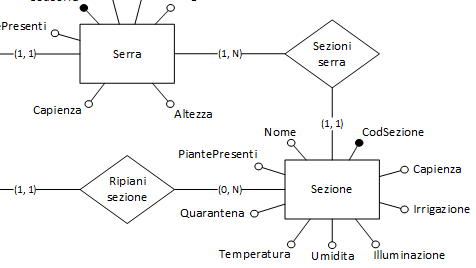 ePresenti
Sezioni
serra
(1, 1)
Serra
(1, N)
Capienza
Altezza
(1, 1)
Nome
CodSezione
PiantePresenti
Capienza
Ripiani
sezione
(1, 1)
(0, N)
Sezione
Quarantena
Irrigazione
Temperatura
Umidita
Illuminazione